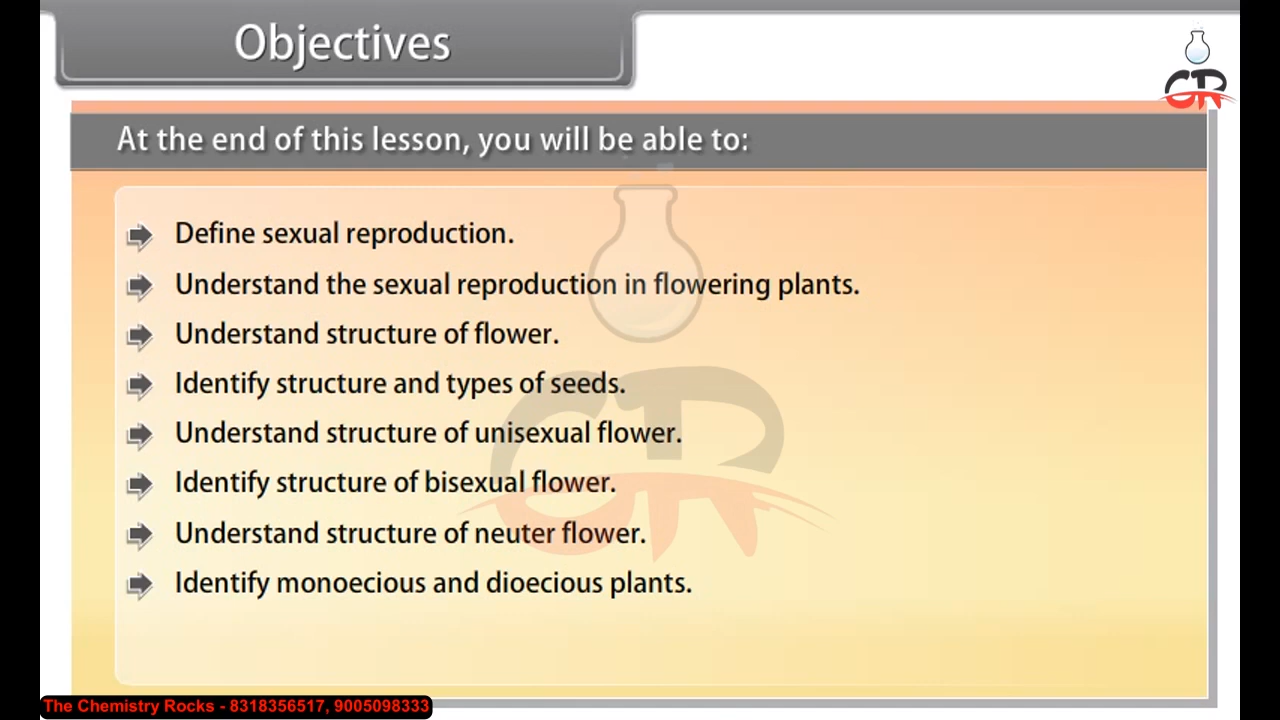 Objectives
CR
At the end of this lesson, you will be able to:
Define sexual reproduction.
Understand the sexual reproduction in flowering plants.
Understand structure of flower.
Identify structure and types of seeds.
Understand structure of unisexual flower.
Identify structure of bisexual flower.
Understand structure of neuter flower.
Identify monoecious and dioecious plants.
CR
The Chemistry Rocks - 8318356517, 9005098333